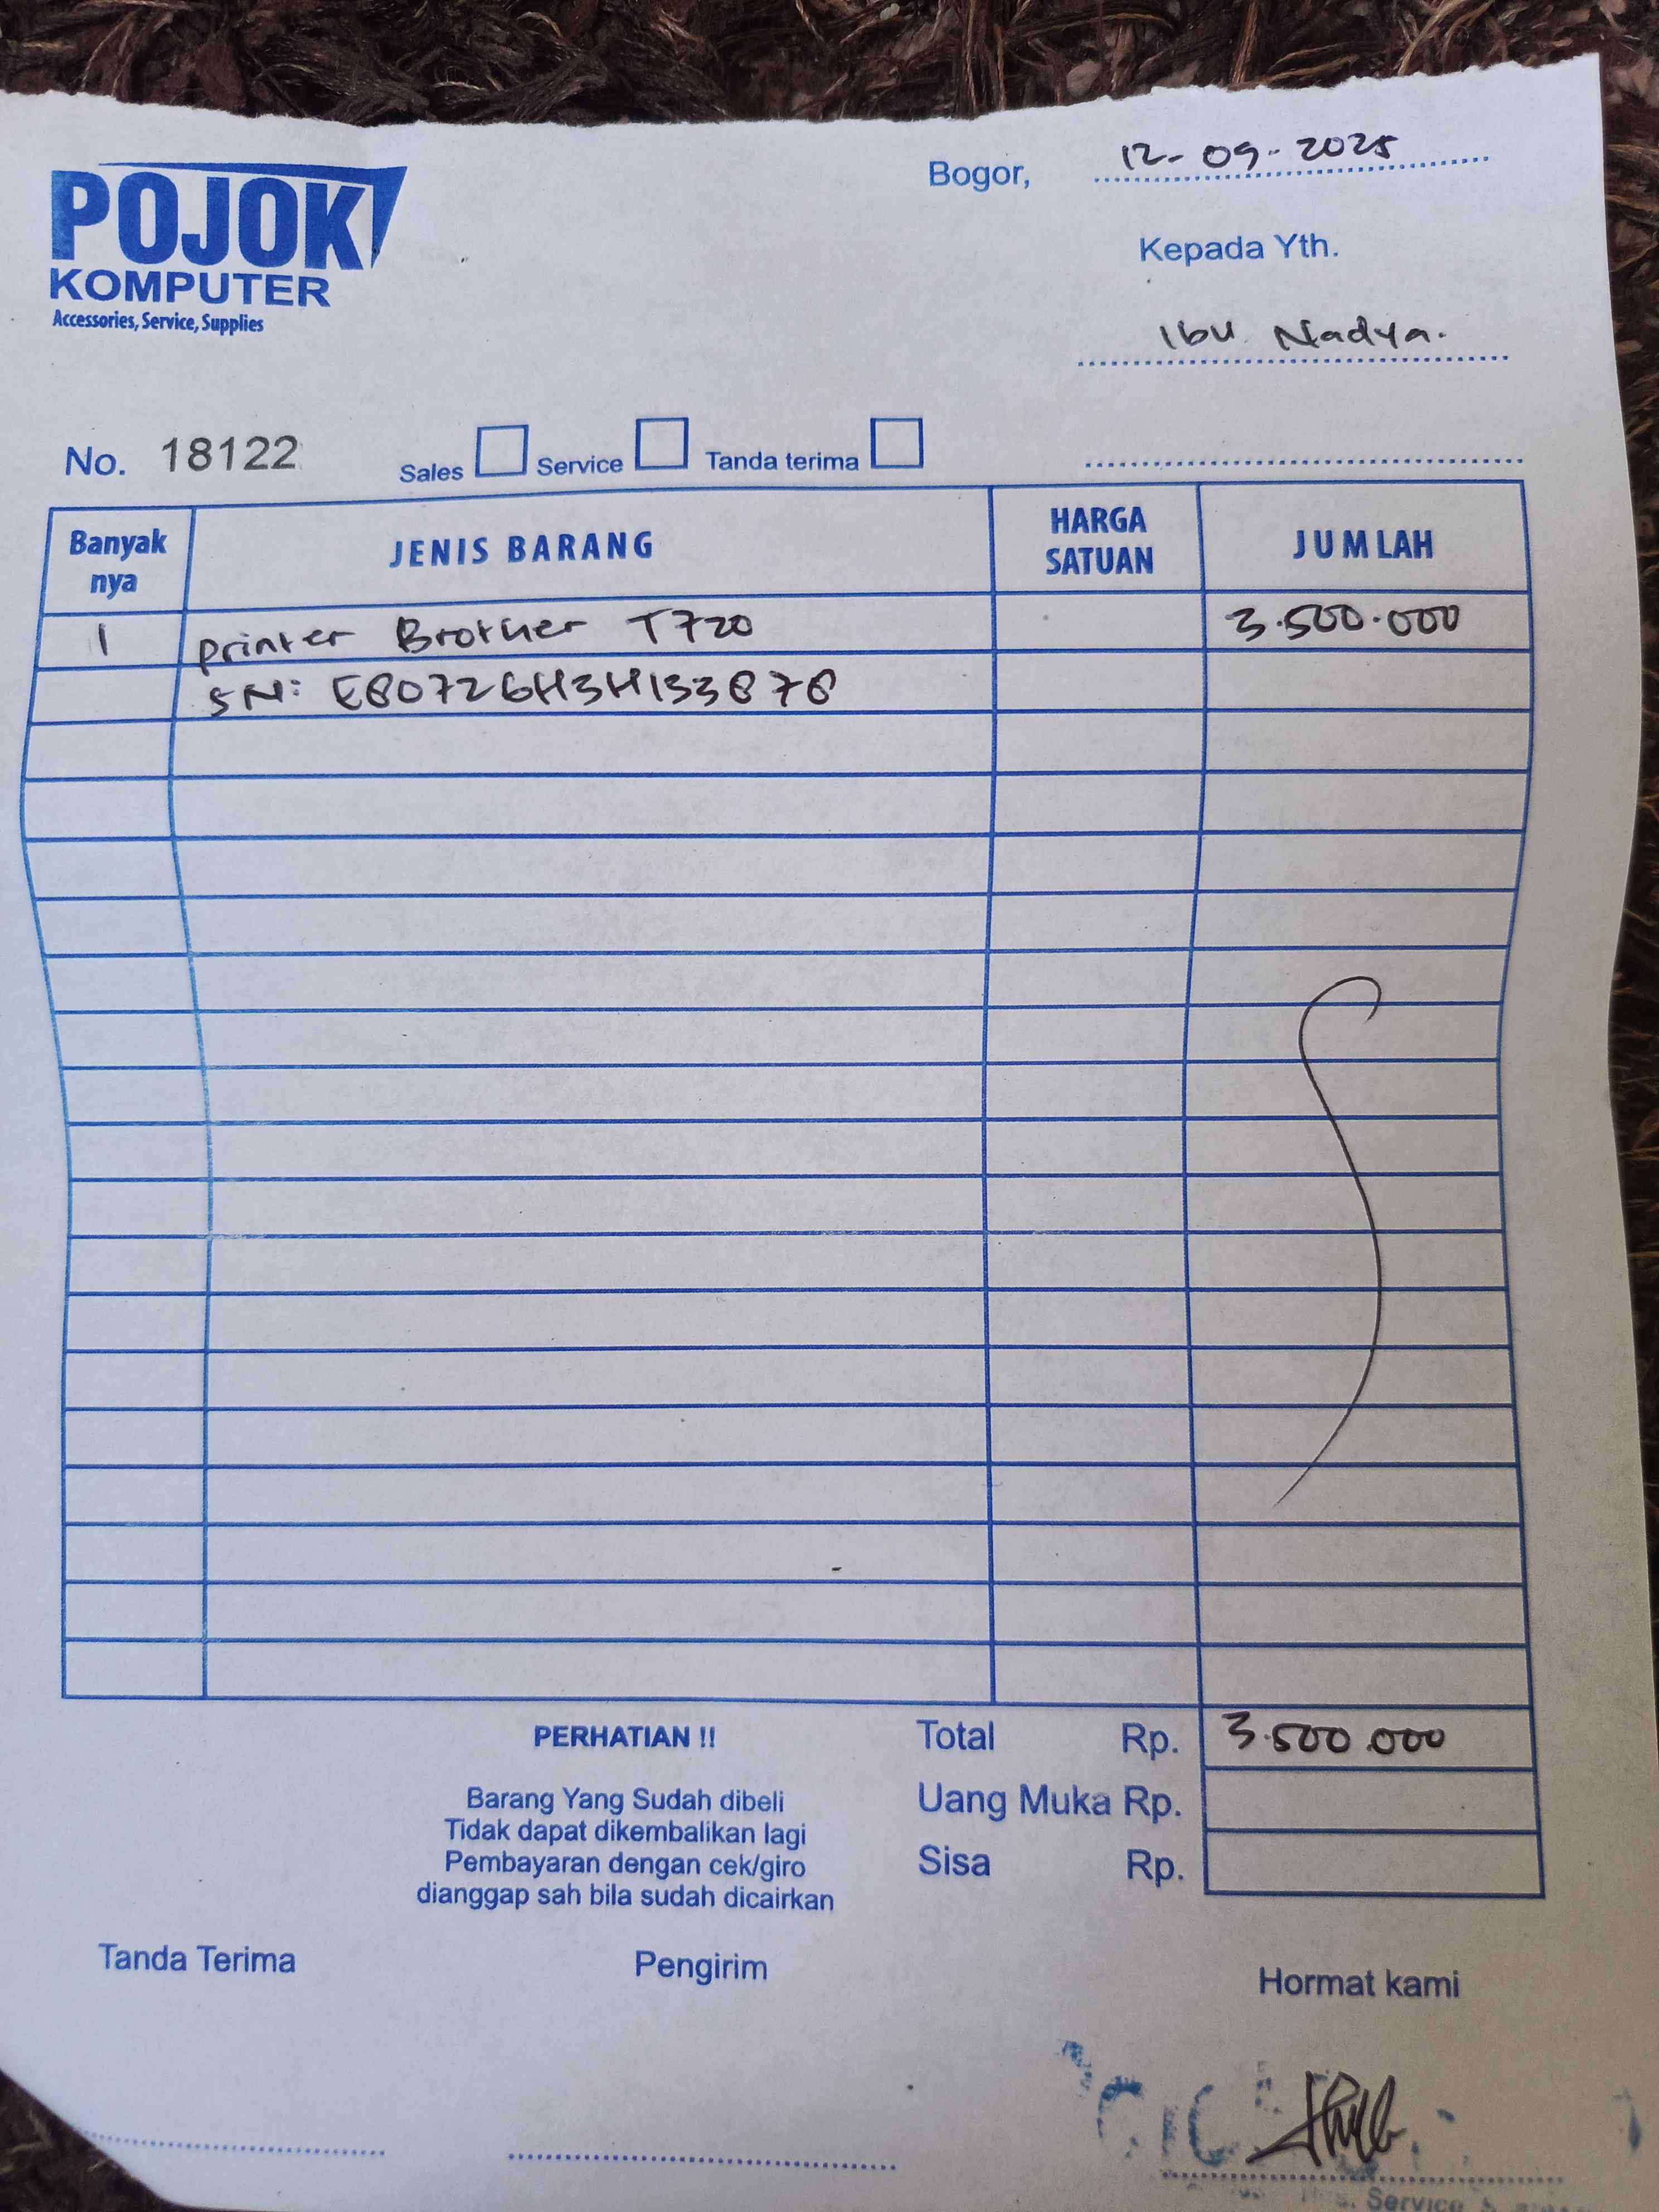 POJOK
KOMPUTER
Accessories, Service, Supplies
Bogor, 12-09-2025
Kepada Yth.
Ibu Nadya.
No. 18122 Sales Service Tanda terima
Banyak nya JENIS BARANG HARGA SATUAN JUMLAH
1 printer Brother T720 3.500.000
SN: E80726H3H133878
Total Rp. 3.500.000
Uang Muka Rp.
Sisa Rp.
PERHATIAN !!
Barang Yang Sudah dibeli
Tidak dapat dikembalikan lagi
Pembayaran dengan cek/giro
dianggap sah bila sudah dicairkan
Tanda Terima Pengirim Hormat kami
Service